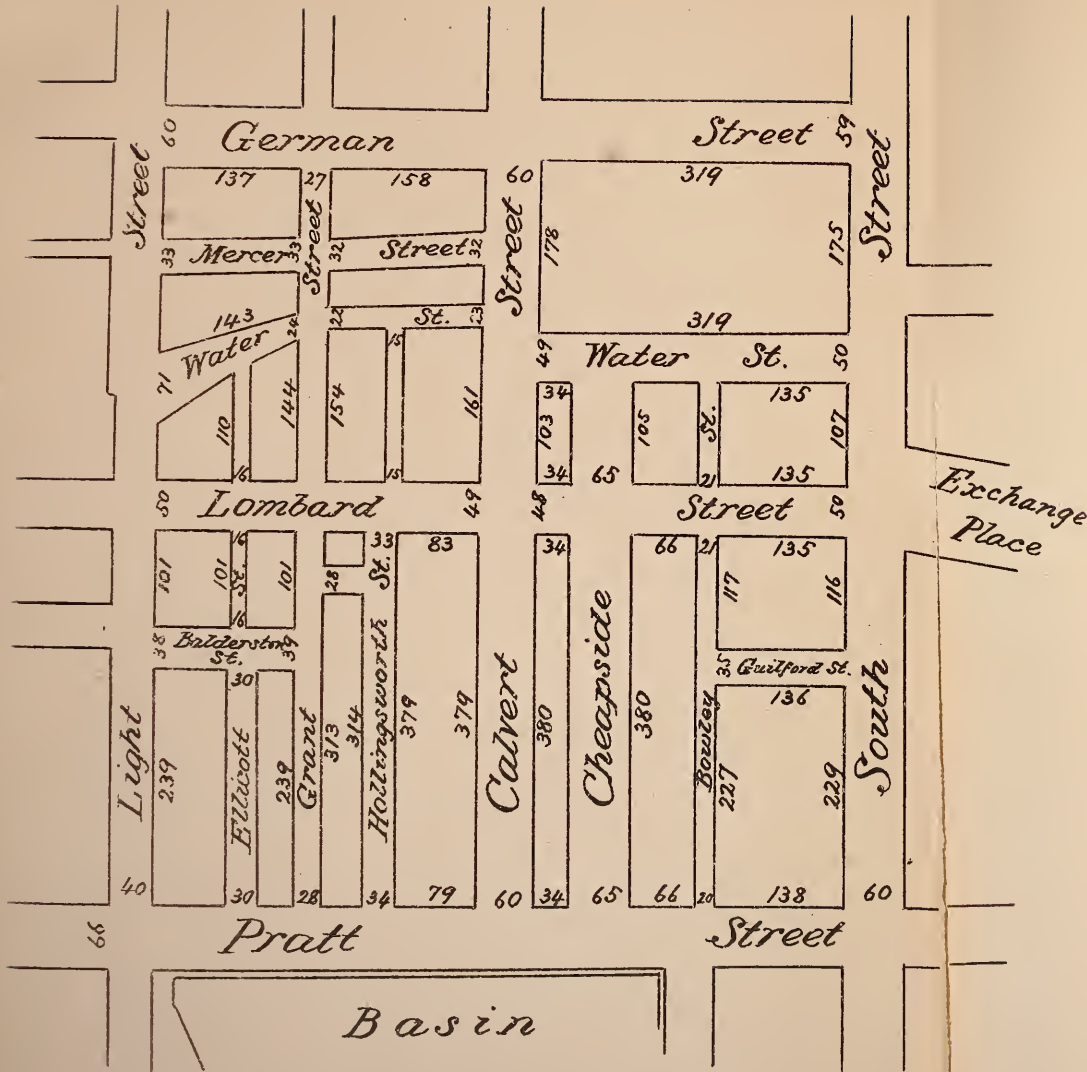 60 German Street 59
Street
137 27 158 60 319
Street Street Street
178 175
33 Mercer 33 32 Street 32
143 24 22 St. 23 319
Water 15 49 Water St. 50
71 34 135
110 144 154 161 103 105 St. 107
16 15 34 65 21 135
50 Lombard 49 48 Street 50
Exchange
Place
16 33 83 34 66 21 135
101 101 St. 101 28 St. 117 116
16
38 Balderston 39
St.
33 Guilford St.
30 136
Light 239 Ellicott 239 Grant 313 314 Hollingsworth 379 379 Calvert 380 Cheapside 380 Bowley 227 229 South
40 30 28 34 79 60 34 65 66 20 138 60
66 Pratt Street
Basin